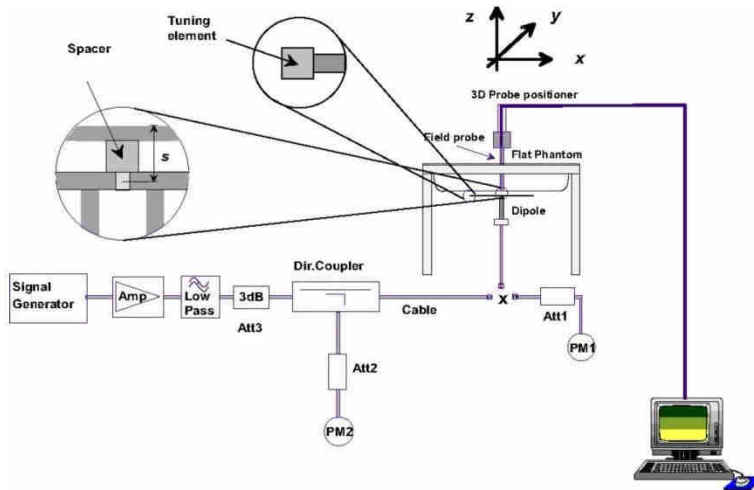 Tuning
element
Spacer
s
z
y
x
3D Probe positioner
Field probe
Flat Phantom
Dipole
Dir.Coupler
Signal
Generator
Amp
Low
Pass
3dB
Att3
Cable
x
Att1
PM1
Att2
PM2